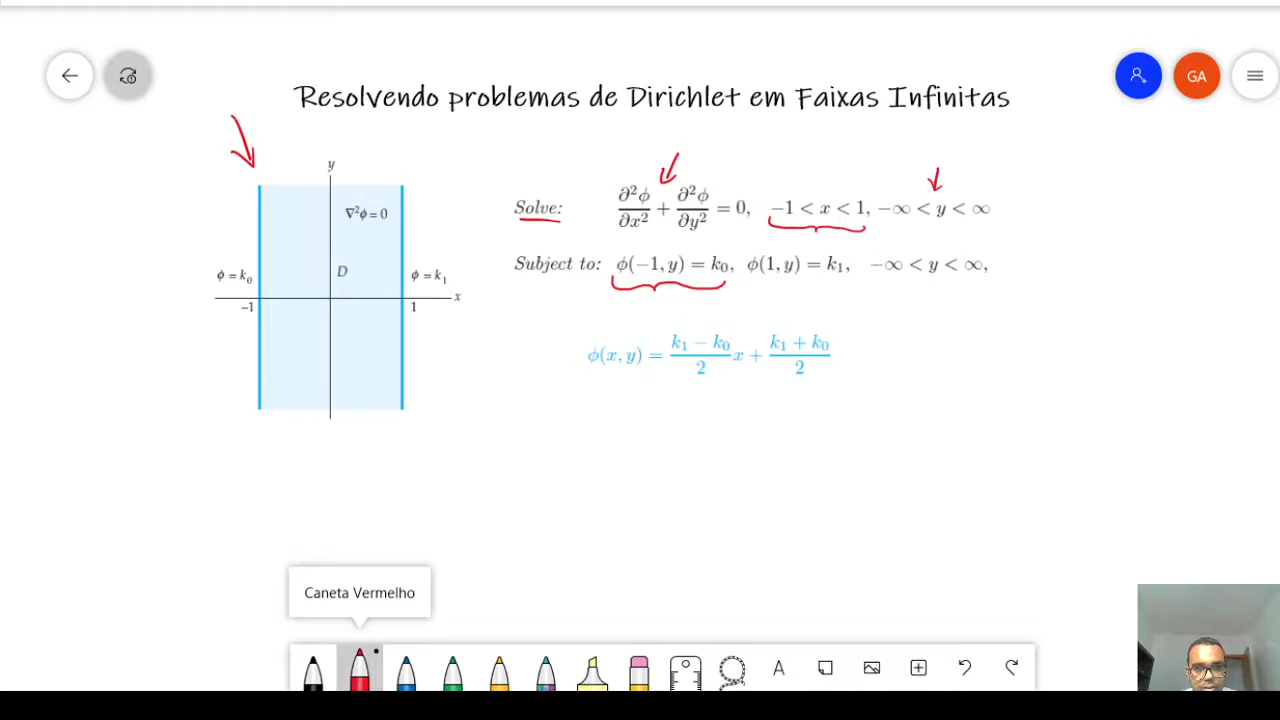 GA
Resolvendo problemas de Dirichlet em Faixas Infinitas
y
∇²ϕ = 0
ϕ = k₀
D
ϕ = k₁
x
−1
1
Solve: ∂²ϕ/∂x² + ∂²ϕ/∂y² = 0, −1 < x < 1, −∞ < y < ∞
Subject to: ϕ(−1, y) = k₀, ϕ(1, y) = k₁, −∞ < y < ∞,
ϕ(x, y) = (k₁ − k₀)/2 x + (k₁ + k₀)/2
Caneta Vermelho
A